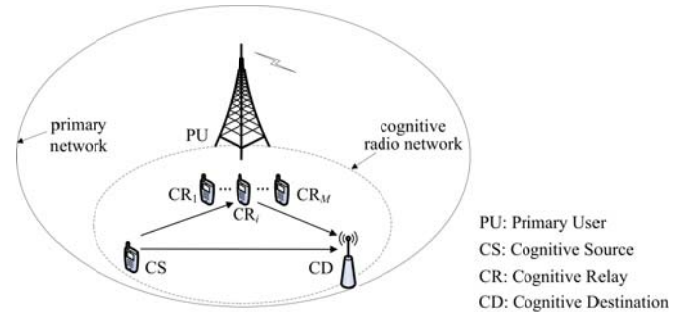 primary
network
PU
cognitive
radio network
CR1 ··· CRi ··· CRM
CS
CD
PU: Primary User
CS: Cognitive Source
CR: Cognitive Relay
CD: Cognitive Destination